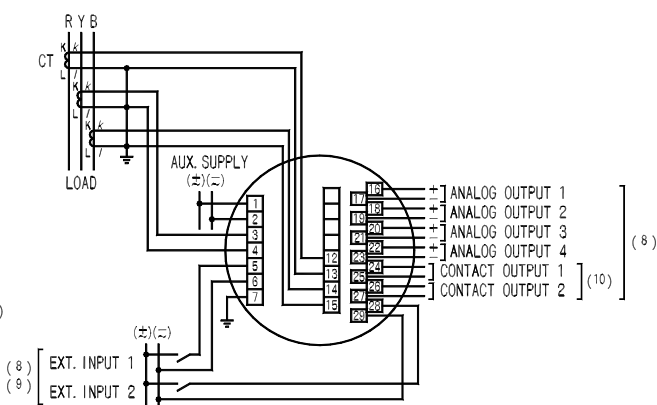 R Y B
K k
CT
L l
K k
L l
K k
L l
LOAD
AUX. SUPPLY
(±)(∓)
1
2
3
4
5
6
7
12
13
14
15
16
17
18
19
20
21
22
23
24
25
26
27
28
29
± ANALOG OUTPUT 1
± ANALOG OUTPUT 2
± ANALOG OUTPUT 3
± ANALOG OUTPUT 4
CONTACT OUTPUT 1
CONTACT OUTPUT 2
(10)
(8)
)
(±)(∓)
(8)
(9)
EXT. INPUT 1
EXT. INPUT 2